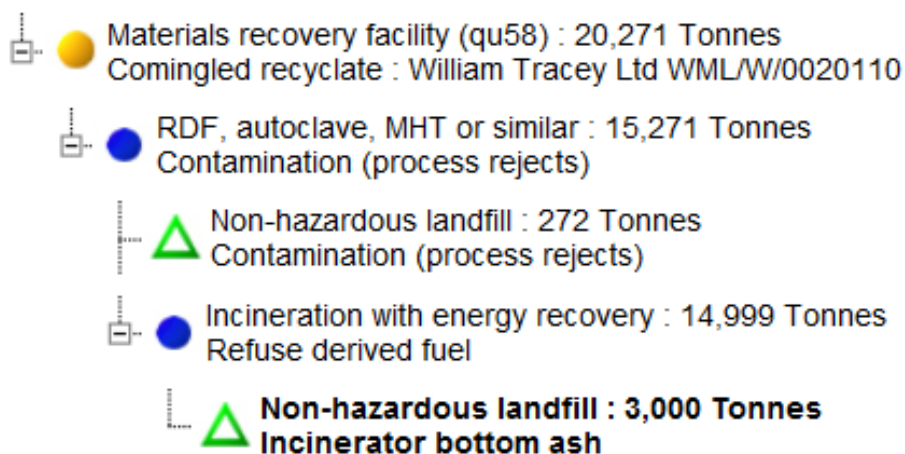 Materials recovery facility (qu58) : 20,271 Tonnes
Comingled recyclate : William Tracey Ltd WML/W/0020110
RDF, autoclave, MHT or similar : 15,271 Tonnes
Contamination (process rejects)
Non-hazardous landfill : 272 Tonnes
Contamination (process rejects)
Incineration with energy recovery : 14,999 Tonnes
Refuse derived fuel
Non-hazardous landfill : 3,000 Tonnes
Incinerator bottom ash